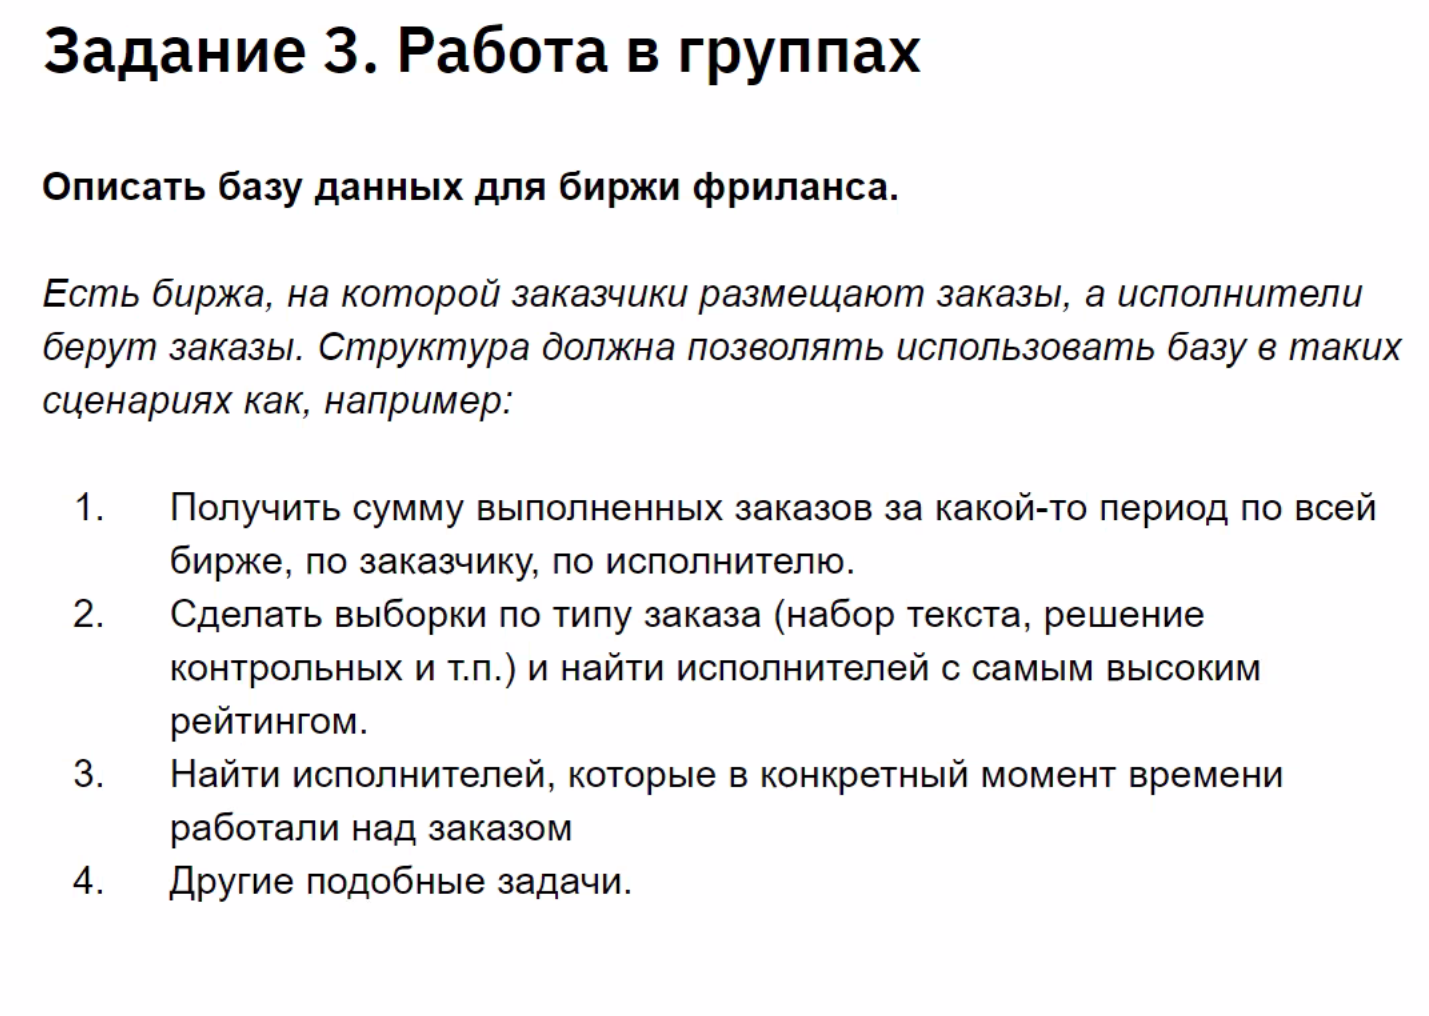 Задание 3. Работа в группах
Описать базу данных для биржи фриланса.
Есть биржа, на которой заказчики размещают заказы, а исполнители
берут заказы. Структура должна позволять использовать базу в таких
сценариях как, например:
1. Получить сумму выполненных заказов за какой-то период по всей
бирже, по заказчику, по исполнителю.
2. Сделать выборки по типу заказа (набор текста, решение
контрольных и т.п.) и найти исполнителей с самым высоким
рейтингом.
3. Найти исполнителей, которые в конкретный момент времени
работали над заказом
4. Другие подобные задачи.